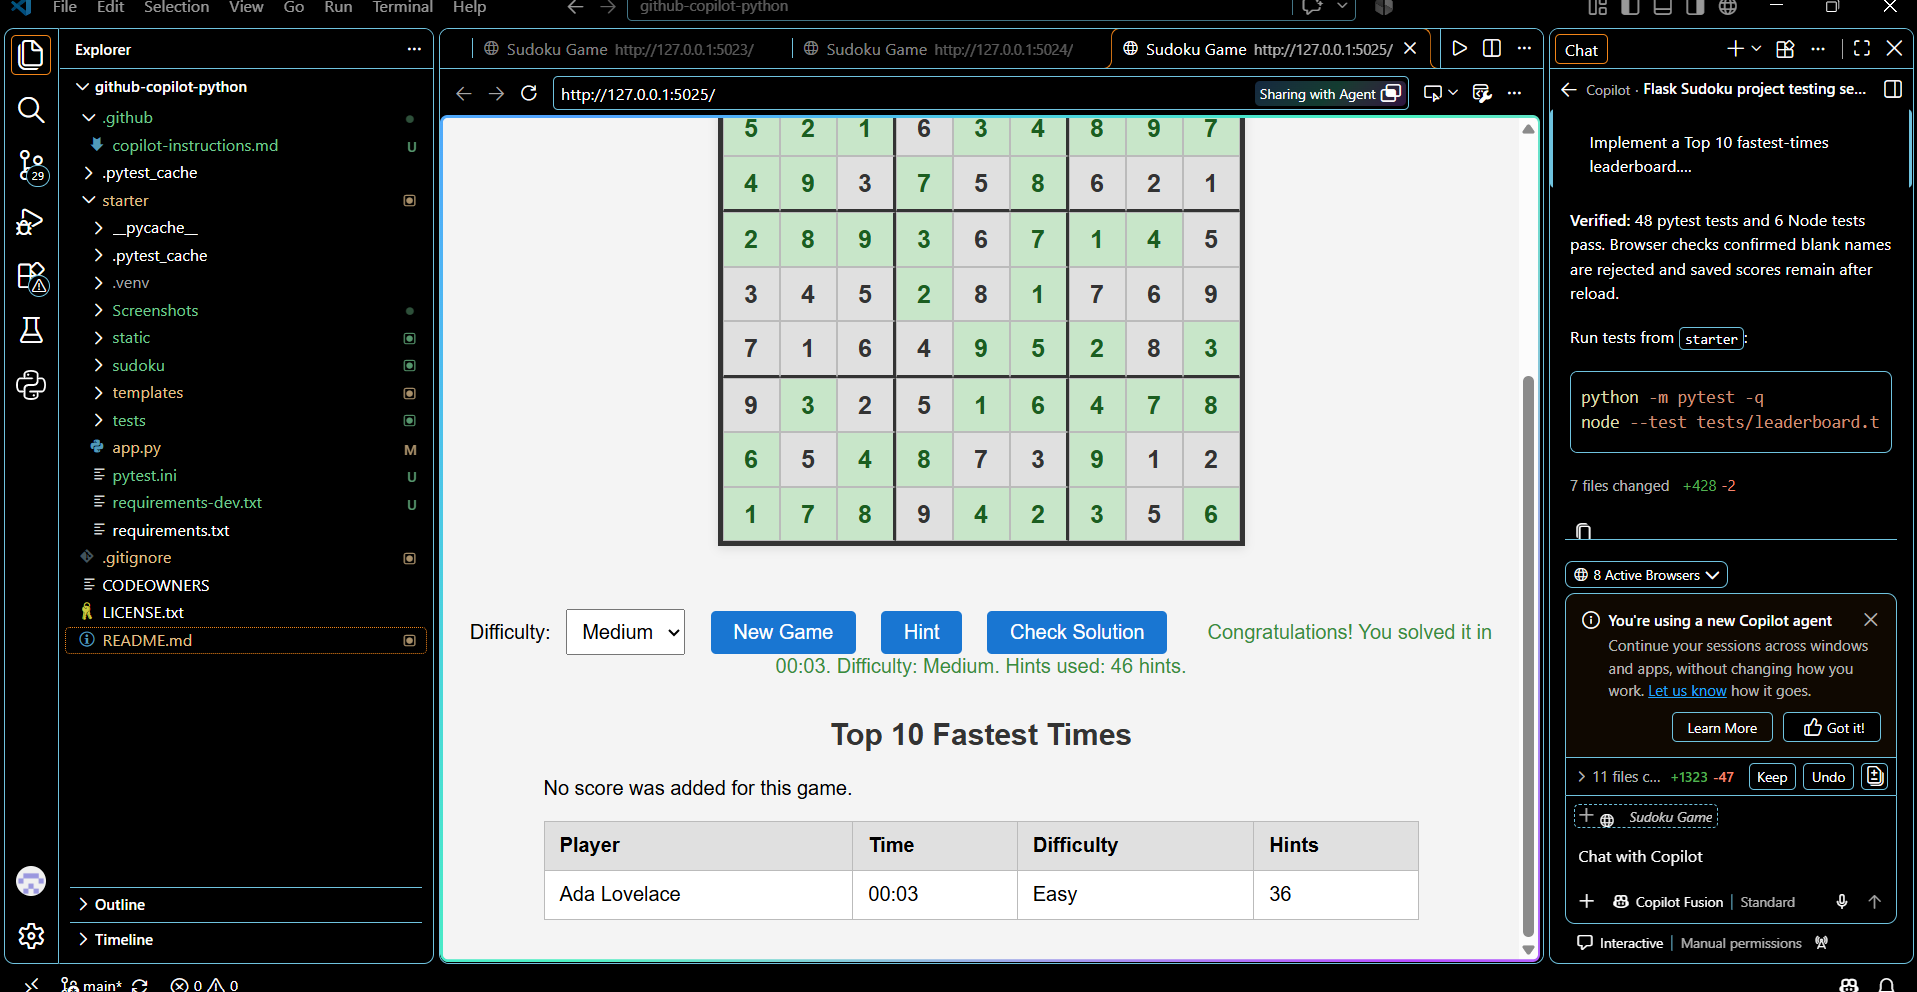 File Edit Selection View Go Run Terminal Help
github-copilot-python
Explorer
github-copilot-python
.github
copilot-instructions.md U
.pytest_cache
starter
__pycache__
.pytest_cache
.venv
Screenshots
static
sudoku
templates
tests
app.py M
pytest.ini U
requirements-dev.txt U
requirements.txt
.gitignore
CODEOWNERS
LICENSE.txt
README.md
Outline
Timeline
29
main*
0 0
Sudoku Game http://127.0.0.1:5023/
Sudoku Game http://127.0.0.1:5024/
Sudoku Game http://127.0.0.1:5025/
http://127.0.0.1:5025/
Sharing with Agent
5 2 1 6 3 4 8 9 7
4 9 3 7 5 8 6 2 1
2 8 9 3 6 7 1 4 5
3 4 5 2 8 1 7 6 9
7 1 6 4 9 5 2 8 3
9 3 2 5 1 6 4 7 8
6 5 4 8 7 3 9 1 2
1 7 8 9 4 2 3 5 6
Difficulty: Medium New Game Hint Check Solution Congratulations! You solved it in
00:03. Difficulty: Medium. Hints used: 46 hints.
Top 10 Fastest Times
No score was added for this game.
Player Time Difficulty Hints
Ada Lovelace 00:03 Easy 36
Chat
Copilot · Flask Sudoku project testing se...
Implement a Top 10 fastest-times
leaderboard....
Verified: 48 pytest tests and 6 Node tests
pass. Browser checks confirmed blank names
are rejected and saved scores remain after
reload.
Run tests from starter:
python -m pytest -q
node --test tests/leaderboard.t
7 files changed +428 -2
8 Active Browsers
You're using a new Copilot agent
Continue your sessions across windows
and apps, without changing how you
work. Let us know how it goes.
Learn More Got it!
11 files c... +1323 -47 Keep Undo
Sudoku Game
Chat with Copilot
Copilot Fusion | Standard
Interactive | Manual permissions